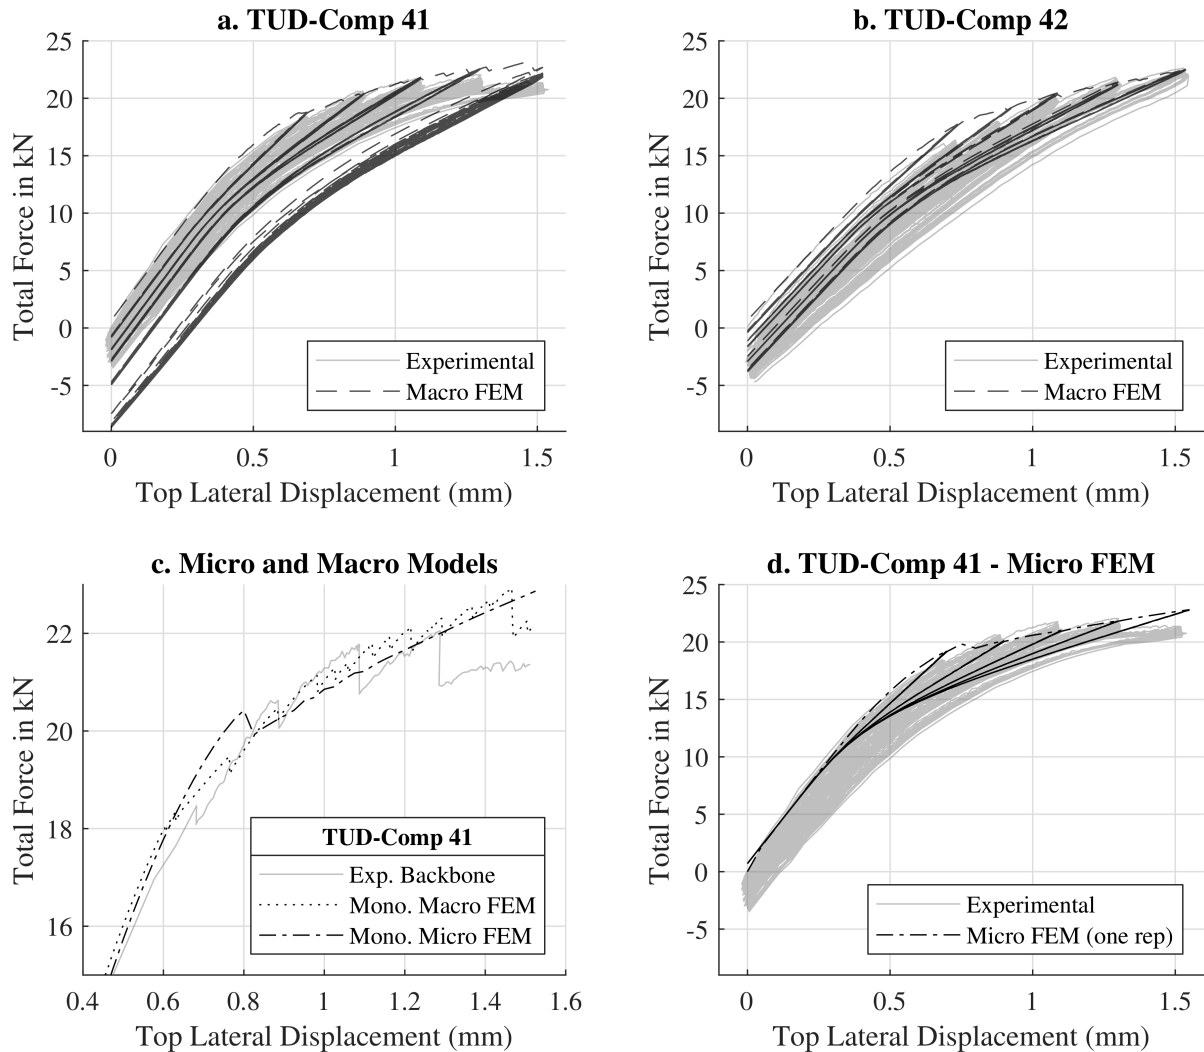 a. TUD-Comp 41
25
20
15
10
5
0
-5
Total Force in kN
Experimental
Macro FEM
0
0.5
1
1.5
Top Lateral Displacement (mm)
b. TUD-Comp 42
25
20
15
10
5
0
-5
Total Force in kN
Experimental
Macro FEM
0
0.5
1
1.5
Top Lateral Displacement (mm)
c. Micro and Macro Models
22
20
18
16
Total Force in kN
TUD-Comp 41
Exp. Backbone
Mono. Macro FEM
Mono. Micro FEM
0.4
0.6
0.8
1
1.2
1.4
1.6
Top Lateral Displacement (mm)
d. TUD-Comp 41 - Micro FEM
25
20
15
10
5
0
-5
Total Force in kN
Experimental
Micro FEM (one rep)
0
0.5
1
1.5
Top Lateral Displacement (mm)